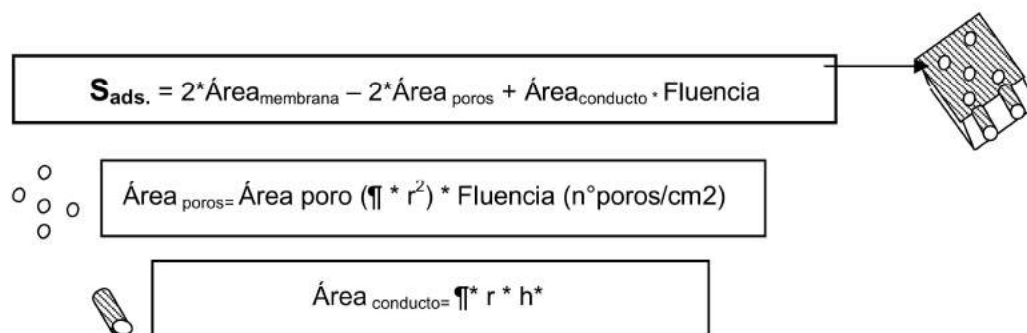 Sads. = 2*Áreamembrana – 2*Área poros + Áreaconducto * Fluencia
Área poros= Área poro (¶ * r2) * Fluencia (n°poros/cm2)
Área conducto= ¶* r * h*